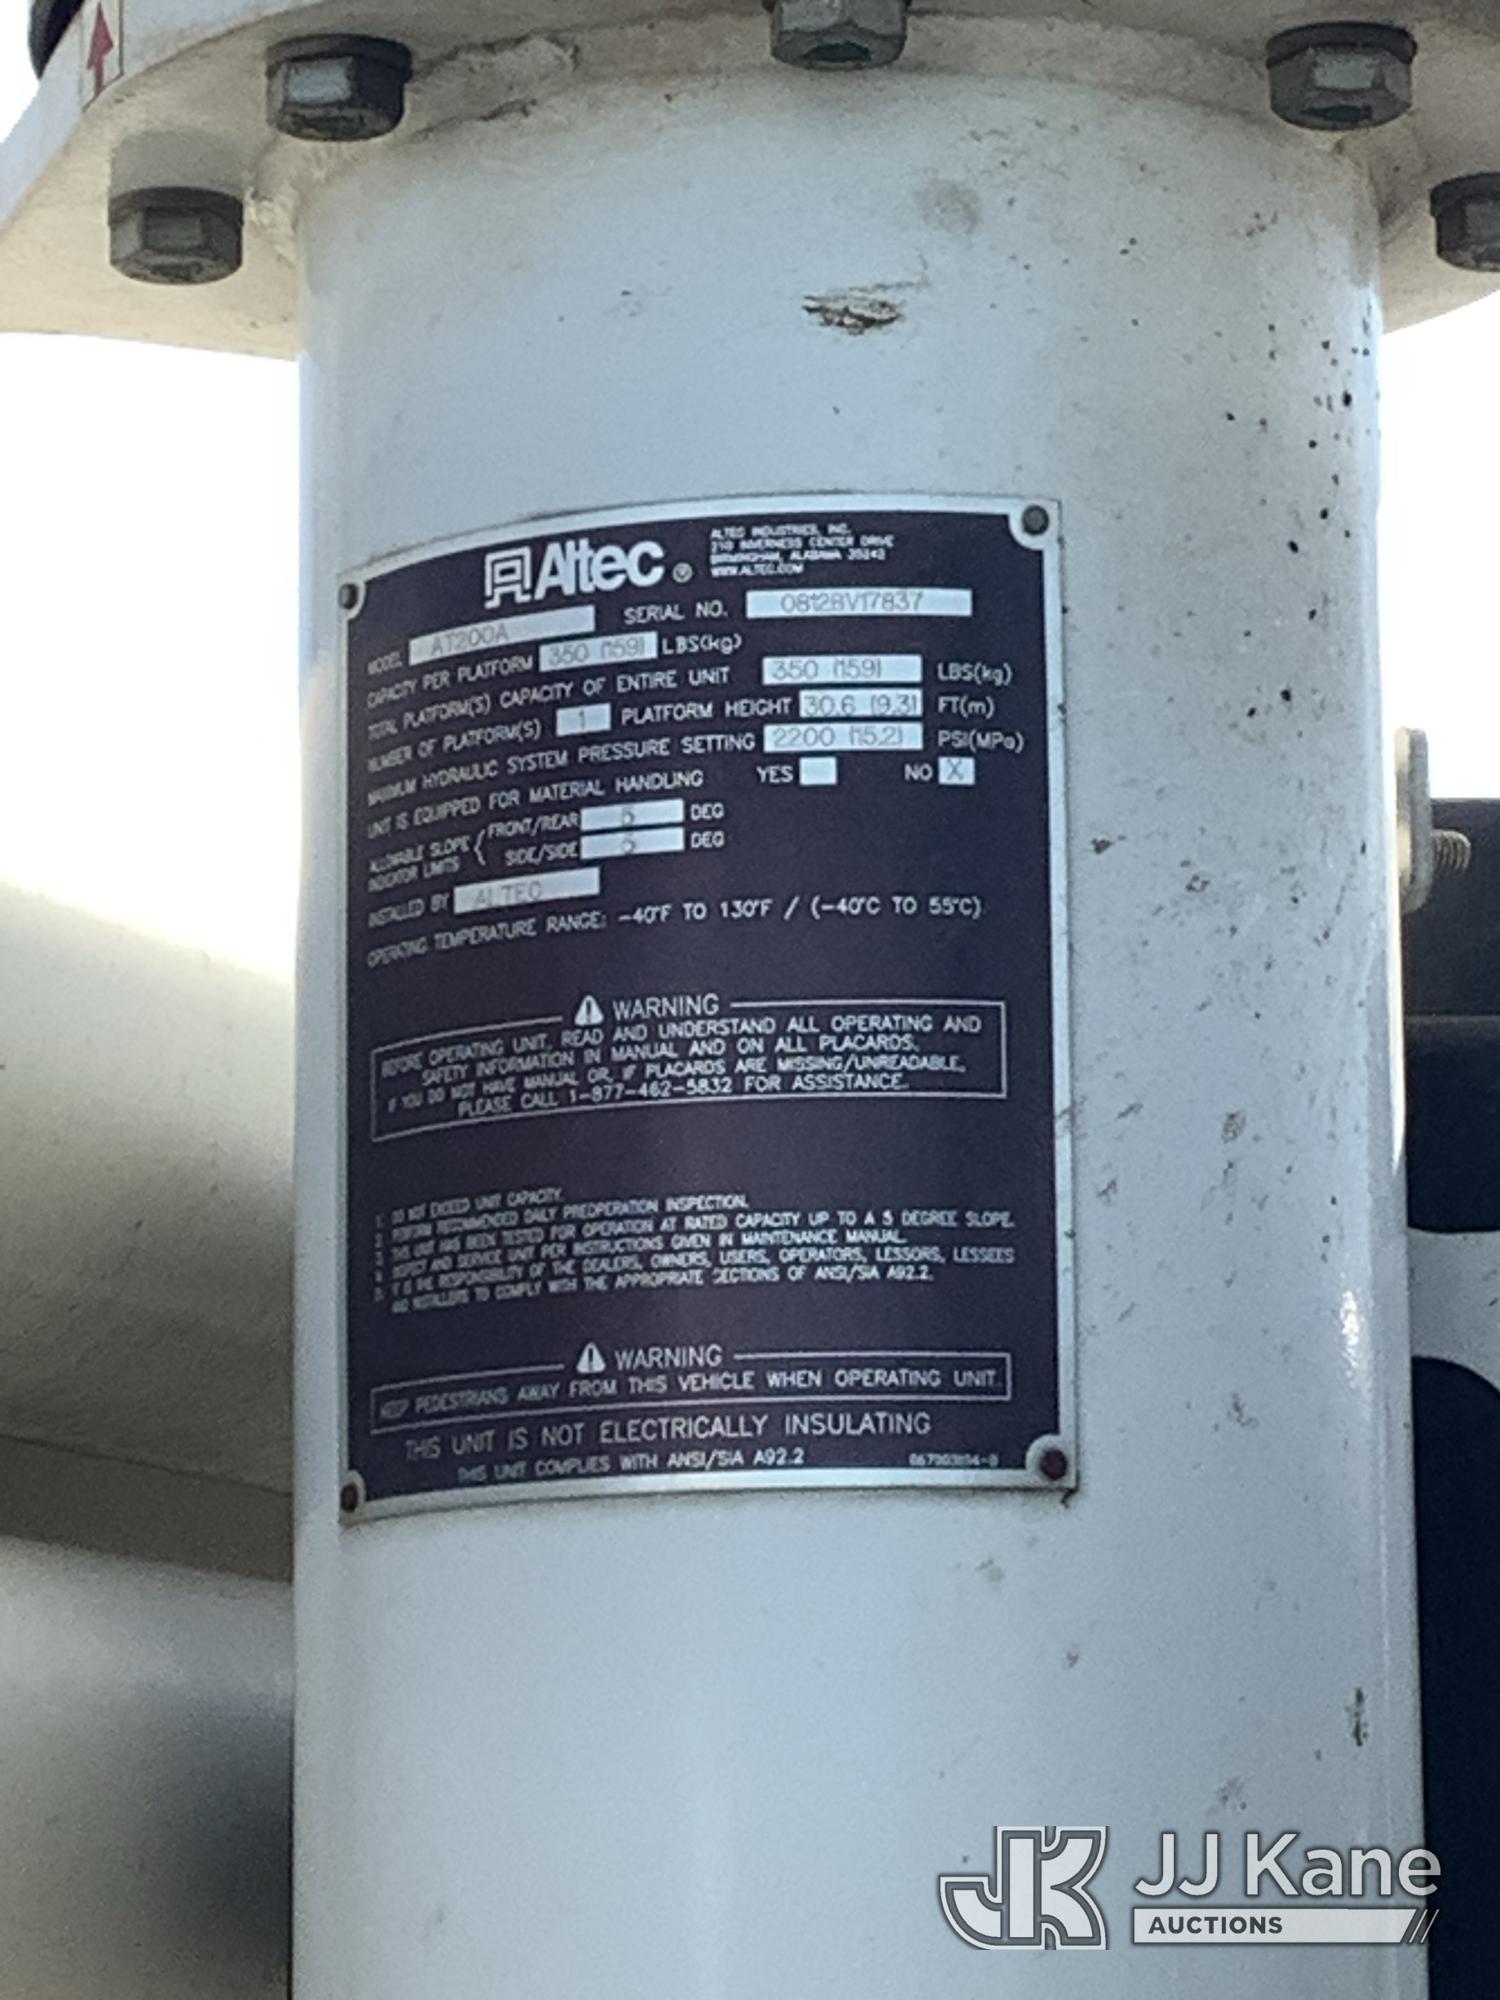 Altec ®
ALTEC INDUSTRIES, INC.
210 INVERNESS CENTER DRIVE
BIRMINGHAM, ALABAMA 35242
WWW.ALTEC.COM
MODEL AT200A SERIAL NO. 0812BV17837
CAPACITY PER PLATFORM 350 (159) LBS(kg)
TOTAL PLATFORM(S) CAPACITY OF ENTIRE UNIT 350 (159) LBS(kg)
NUMBER OF PLATFORM(S) 1 PLATFORM HEIGHT 30.6 (9.3) FT(m)
MAXIMUM HYDRAULIC SYSTEM PRESSURE SETTING 2200 (15.2) PSI(MPa)
UNIT IS EQUIPPED FOR MATERIAL HANDLING YES NO X
ALLOWABLE SLOPE INDICATOR LIMITS { FRONT/REAR 5 DEG
SIDE/SIDE 5 DEG
INSTALLED BY ALTEC
OPERATING TEMPERATURE RANGE: -40°F TO 130°F / (-40°C TO 55°C)
⚠ WARNING
BEFORE OPERATING UNIT, READ AND UNDERSTAND ALL OPERATING AND
SAFETY INFORMATION IN MANUAL AND ON ALL PLACARDS.
IF YOU DO NOT HAVE MANUAL OR IF PLACARDS ARE MISSING/UNREADABLE,
PLEASE CALL 1-877-462-5832 FOR ASSISTANCE.
1. DO NOT EXCEED UNIT CAPACITY.
2. PERFORM RECOMMENDED DAILY PREOPERATION INSPECTION.
3. THIS UNIT HAS BEEN TESTED FOR OPERATION AT RATED CAPACITY UP TO A 5 DEGREE SLOPE.
4. INSPECT AND SERVICE UNIT PER INSTRUCTIONS GIVEN IN MAINTENANCE MANUAL.
5. IT IS THE RESPONSIBILITY OF THE DEALERS, OWNERS, USERS, OPERATORS, LESSORS, LESSEES
AND INSTALLERS TO COMPLY WITH THE APPROPRIATE SECTIONS OF ANSI/SIA A92.2.
⚠ WARNING
KEEP PEDESTRIANS AWAY FROM THIS VEHICLE WHEN OPERATING UNIT.
THIS UNIT IS NOT ELECTRICALLY INSULATING
THIS UNIT COMPLIES WITH ANSI/SIA A92.2
JK JJ Kane
AUCTIONS